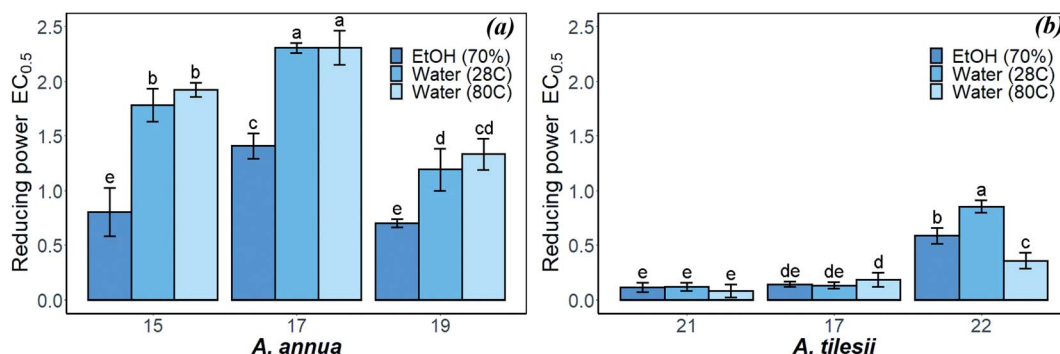 (a)
Reducing power EC0.5
2.5
2.0
1.5
1.0
0.5
0.0
EtOH (70%)
Water (28C)
Water (80C)
e
b
b
c
a
a
e
d
cd
15
17
19
A. annua
(b)
Reducing power EC0.5
2.5
2.0
1.5
1.0
0.5
0.0
EtOH (70%)
Water (28C)
Water (80C)
e
e
e
de
de
d
b
a
c
21
17
22
A. tilesii